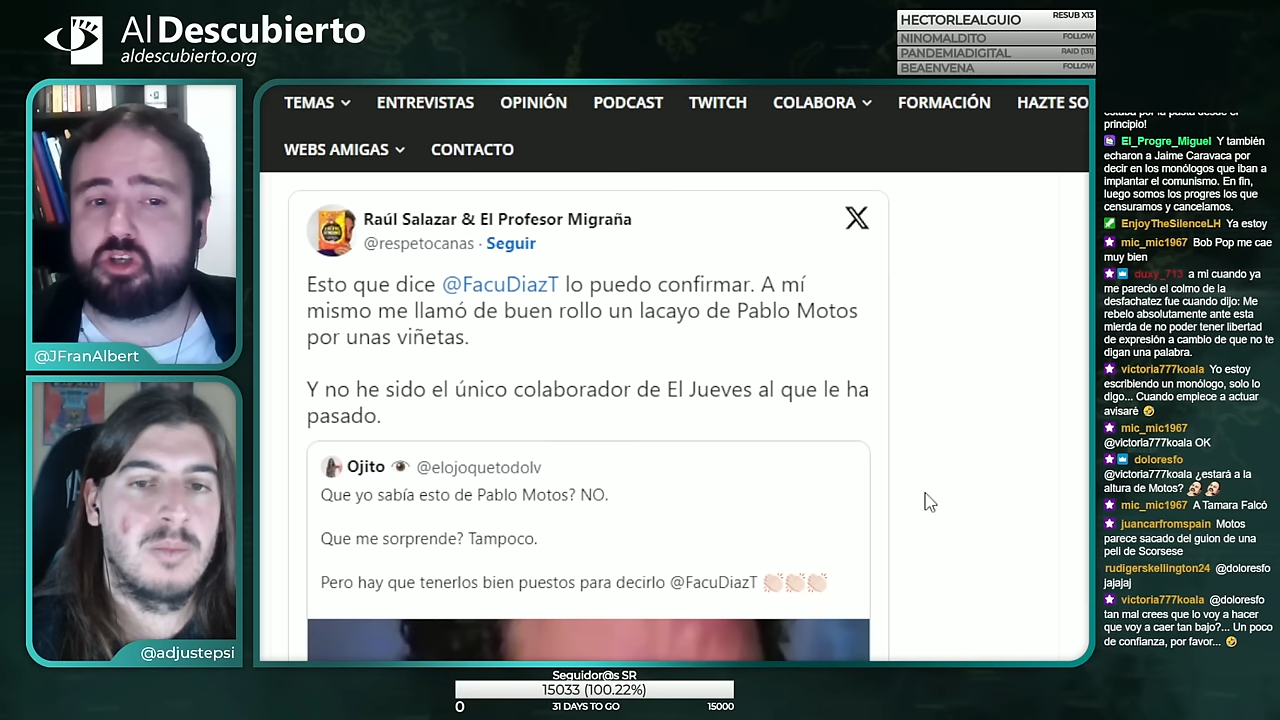 Al Descubierto
aldescubierto.org
HECTORLEALGUIO RESUB X13
NINOMALDITO FOLLOW
PANDEMIADIGITAL RAID (131)
BEAENVENA FOLLOW
TEMAS ENTREVISTAS OPINIÓN PODCAST TWITCH COLABORA FORMACIÓN HAZTE SO
WEBS AMIGAS CONTACTO
Raúl Salazar & El Profesor Migraña
@respetocanas · Seguir
Esto que dice @FacuDiazT lo puedo confirmar. A mí
mismo me llamó de buen rollo un lacayo de Pablo Motos
por unas viñetas.
Y no he sido el único colaborador de El Jueves al que le ha
pasado.
Ojito 👁 @elojoquetodolv
Que yo sabía esto de Pablo Motos? NO.
Que me sorprende? Tampoco.
Pero hay que tenerlos bien puestos para decirlo @FacuDiazT 👏🏻👏🏻👏🏻
@JFranAlbert
@adjustepsi
estaba por la pasta desde el
principio!
El_Progre_Miguel Y también
echaron a Jaime Caravaca por
decir en los monólogos que iban a
implantar el comunismo. En fin,
luego somos los progres los que
censuramos y cancelamos.
EnjoyTheSilenceLH Ya estoy
mic_mic1967 Bob Pop me cae
muy bien
duxy_713 a mi cuando ya
me parecio el colmo de la
desfachatez fue cuando dijo: Me
rebelo absolutamente ante esta
mierda de no poder tener libertad
de expresión a cambio de que no te
digan una palabra.
victoria777koala Yo estoy
escribiendo un monólogo, solo lo
digo... Cuando empiece a actuar
avisaré 🤣
mic_mic1967
@victoria777koala OK
doloresfo
@victoria777koala ¿estará a la
altura de Motos?
mic_mic1967 A Tamara Falcó
juancarfromspain Motos
parece sacado del guion de una
peli de Scorsese
rudigerskellington24 @doloresfo
jajajaj
victoria777koala @doloresfo
tan mal crees que lo voy a hacer
que voy a caer tan bajo?... Un poco
de confianza, por favor... 🤣
Seguidor@s SR
15033 (100.22%)
0 31 DAYS TO GO 15000